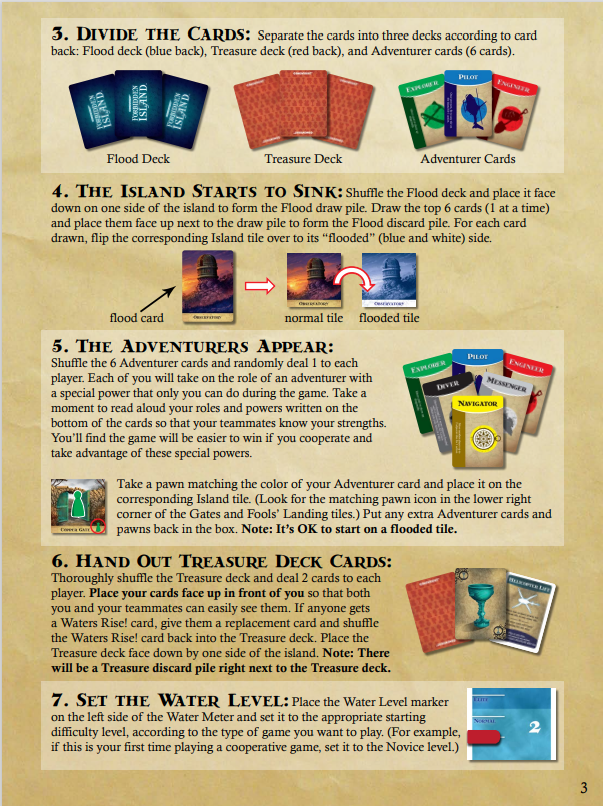 3. Divide the Cards: Separate the cards into three decks according to card
back: Flood deck (blue back), Treasure deck (red back), and Adventurer cards (6 cards).
FORBIDDEN ISLAND
FORBIDDEN ISLAND
FORBIDDEN ISLAND
Explorer
Pilot
Engineer
Flood Deck
Treasure Deck
Adventurer Cards
4. The Island Starts to Sink: Shuffle the Flood deck and place it face
down on one side of the island to form the Flood draw pile. Draw the top 6 cards (1 at a time)
and place them face up next to the draw pile to form the Flood discard pile. For each card
drawn, flip the corresponding Island tile over to its “flooded” (blue and white) side.
Observatory
Observatory
Observatory
flood card
normal tile
flooded tile
5. The Adventurers Appear:
Shuffle the 6 Adventurer cards and randomly deal 1 to each
player. Each of you will take on the role of an adventurer with
a special power that only you can do during the game. Take a
moment to read aloud your roles and powers written on the
bottom of the cards so that your teammates know your strengths.
You’ll find the game will be easier to win if you cooperate and
take advantage of these special powers.
Explorer
Pilot
Engineer
Diver
Messenger
Navigator
Take a pawn matching the color of your Adventurer card and place it on the
corresponding Island tile. (Look for the matching pawn icon in the lower right
corner of the Gates and Fools’ Landing tiles.) Put any extra Adventurer cards and
pawns back in the box. Note: It’s OK to start on a flooded tile.
Copper Gate
6. Hand Out Treasure Deck Cards:
Thoroughly shuffle the Treasure deck and deal 2 cards to each
player. Place your cards face up in front of you so that both
you and your teammates can easily see them. If anyone gets
a Waters Rise! card, give them a replacement card and shuffle
the Waters Rise! card back into the Treasure deck. Place the
Treasure deck face down by one side of the island. Note: There
will be a Treasure discard pile right next to the Treasure deck.
Helicopter Lift
7. Set the Water Level: Place the Water Level marker
on the left side of the Water Meter and set it to the appropriate starting
difficulty level, according to the type of game you want to play. (For example,
if this is your first time playing a cooperative game, set it to the Novice level.)
Elite
Normal
2
3